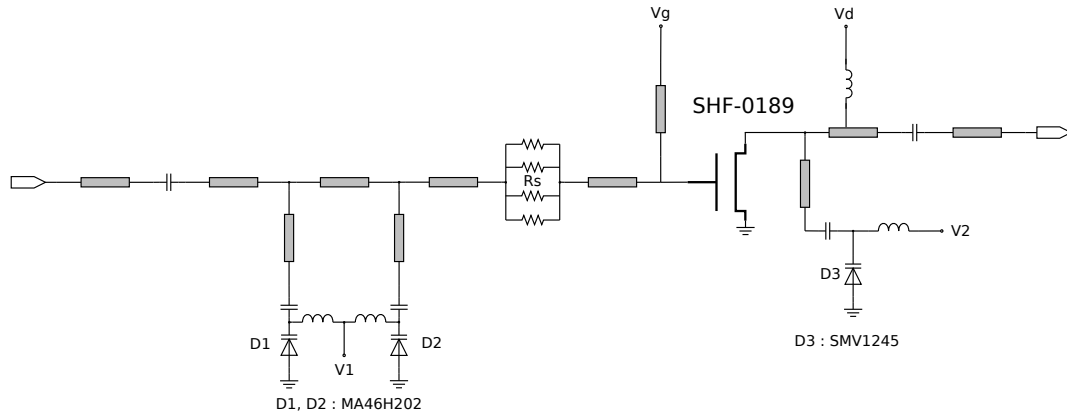 Vg
Vd
SHF-0189
Rs
V2
D3
D1
D2
V1
D3 : SMV1245
D1, D2 : MA46H202